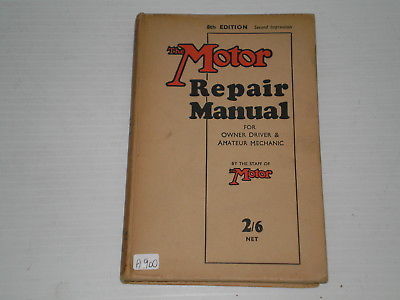 8th EDITION Second Impression
The Motor
Repair
Manual
FOR
OWNER DRIVER &
AMATEUR MECHANIC
BY THE STAFF OF
The Motor
2/6
NET
A900